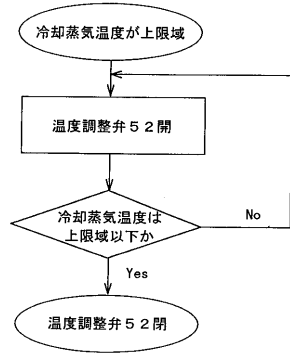 冷却蒸気温度が上限域
温度調整弁５２開
冷却蒸気温度は
上限域以下か
No
Yes
温度調整弁５２閉